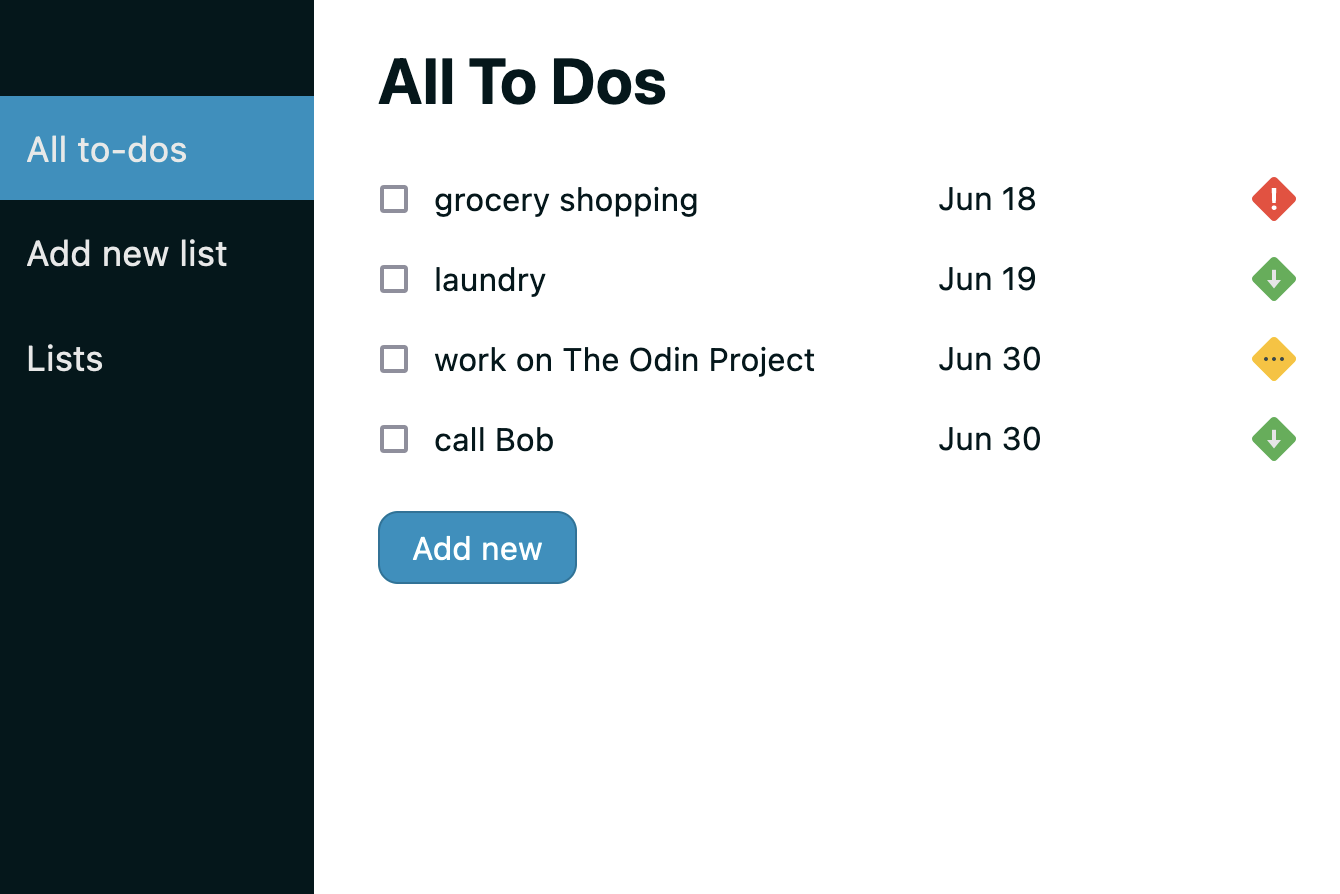 All to-dos
Add new list
Lists
All To Dos
grocery shopping Jun 18 !
laundry Jun 19
work on The Odin Project Jun 30
call Bob Jun 30
Add new